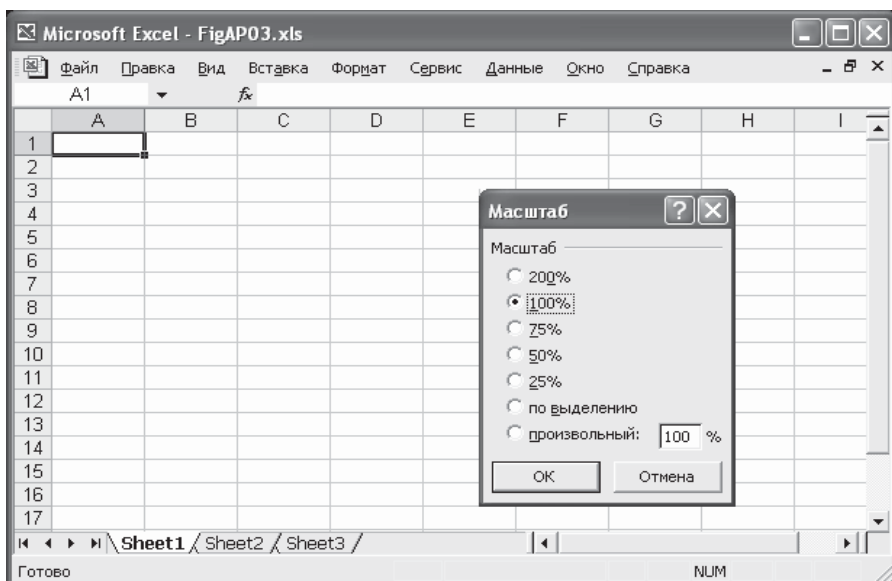 Microsoft Excel - FigAP03.xls
Файл Правка Вид Вставка Формат Сервис Данные Окно Справка
A1 fx
A B C D E F G H I
1
2
3
4
5
6
7
8
9
10
11
12
13
14
15
16
17
Масштаб
Масштаб
200%
100%
75%
50%
25%
по выделению
произвольный: 100 %
ОК Отмена
Sheet1 Sheet2 Sheet3
Готово NUM